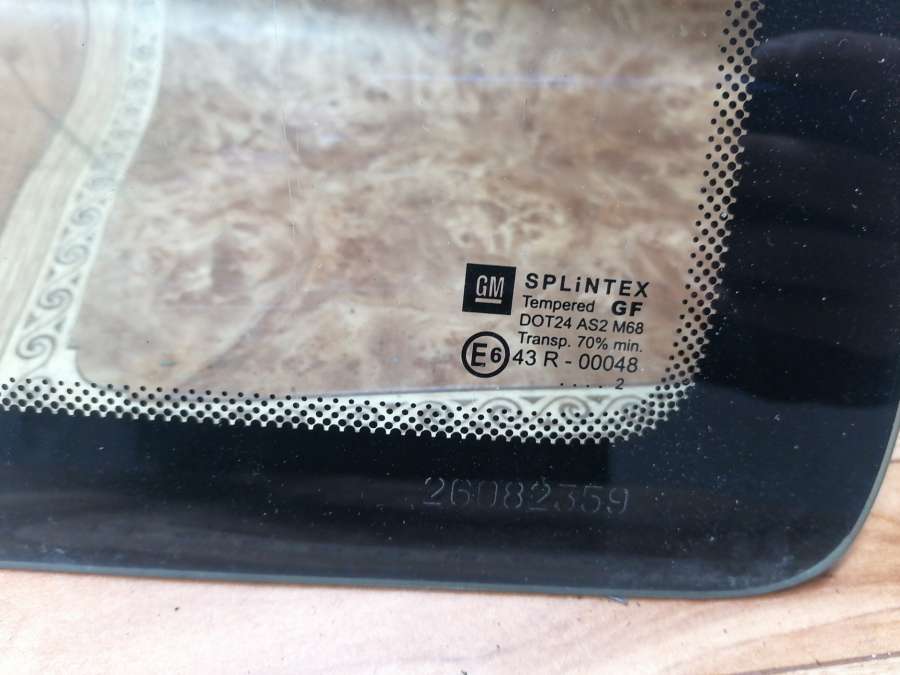 GM SPLiNTEX
Tempered GF
DOT24 AS2 M68
Transp. 70% min.
E6 43 R - 00048
. . . . 2
26082359